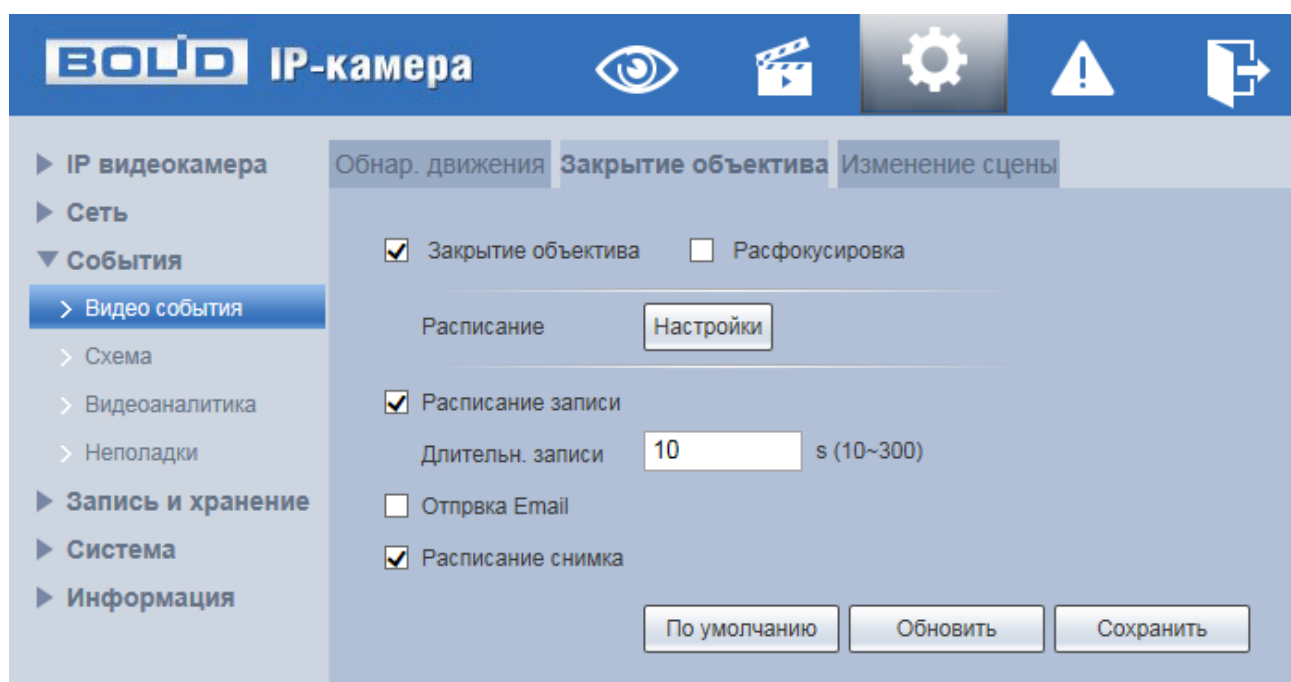 BOLID IP-камера
IP видеокамера
Сеть
События
Видео события
Схема
Видеоаналитика
Неполадки
Запись и хранение
Система
Информация
Обнар. движения Закрытие объектива Изменение сцены
Закрытие объектива Расфокусировка
Расписание Настройки
Расписание записи
Длительн. записи 10 s (10~300)
Отпрвка Email
Расписание снимка
По умолчанию Обновить Сохранить